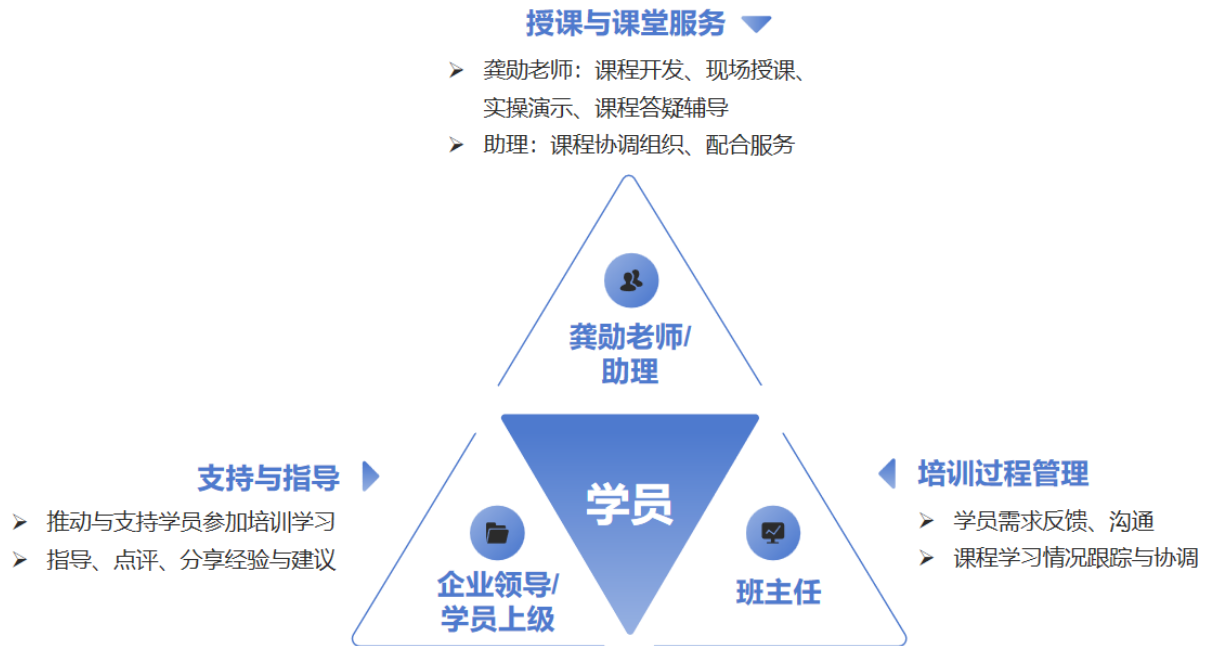 授课与课堂服务
➢ 龚勋老师：课程开发、现场授课、
实操演示、课程答疑辅导
➢ 助理：课程协调组织、配合服务
龚勋老师/
助理
支持与指导
➢ 推动与支持学员参加培训学习
➢ 指导、点评、分享经验与建议
学员
培训过程管理
➢ 学员需求反馈、沟通
➢ 课程学习情况跟踪与协调
企业领导/
学员上级
班主任